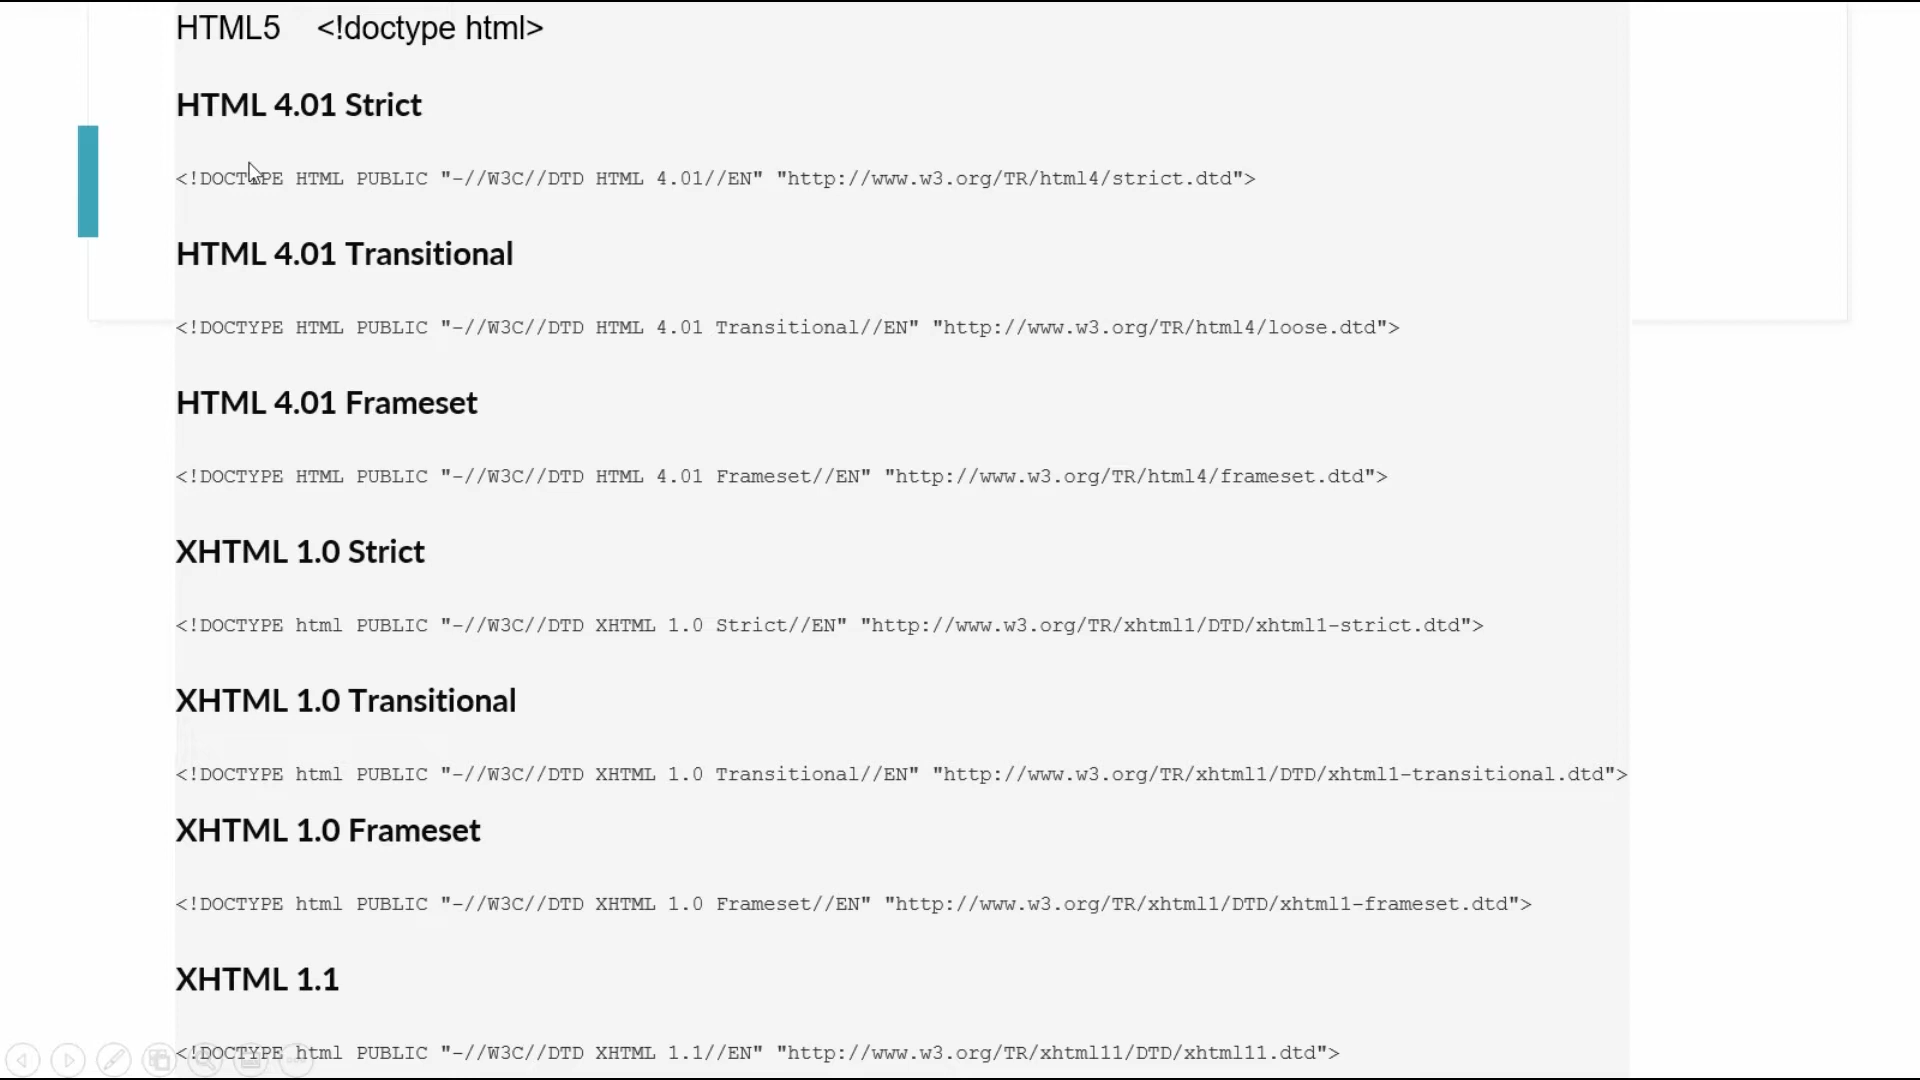 HTML5 <!doctype html>
HTML 4.01 Strict
<!DOCTYPE HTML PUBLIC "-//W3C//DTD HTML 4.01//EN" "http://www.w3.org/TR/html4/strict.dtd">
HTML 4.01 Transitional
<!DOCTYPE HTML PUBLIC "-//W3C//DTD HTML 4.01 Transitional//EN" "http://www.w3.org/TR/html4/loose.dtd">
HTML 4.01 Frameset
<!DOCTYPE HTML PUBLIC "-//W3C//DTD HTML 4.01 Frameset//EN" "http://www.w3.org/TR/html4/frameset.dtd">
XHTML 1.0 Strict
<!DOCTYPE html PUBLIC "-//W3C//DTD XHTML 1.0 Strict//EN" "http://www.w3.org/TR/xhtml1/DTD/xhtml1-strict.dtd">
XHTML 1.0 Transitional
<!DOCTYPE html PUBLIC "-//W3C//DTD XHTML 1.0 Transitional//EN" "http://www.w3.org/TR/xhtml1/DTD/xhtml1-transitional.dtd">
XHTML 1.0 Frameset
<!DOCTYPE html PUBLIC "-//W3C//DTD XHTML 1.0 Frameset//EN" "http://www.w3.org/TR/xhtml1/DTD/xhtml1-frameset.dtd">
XHTML 1.1
<!DOCTYPE html PUBLIC "-//W3C//DTD XHTML 1.1//EN" "http://www.w3.org/TR/xhtml11/DTD/xhtml11.dtd">